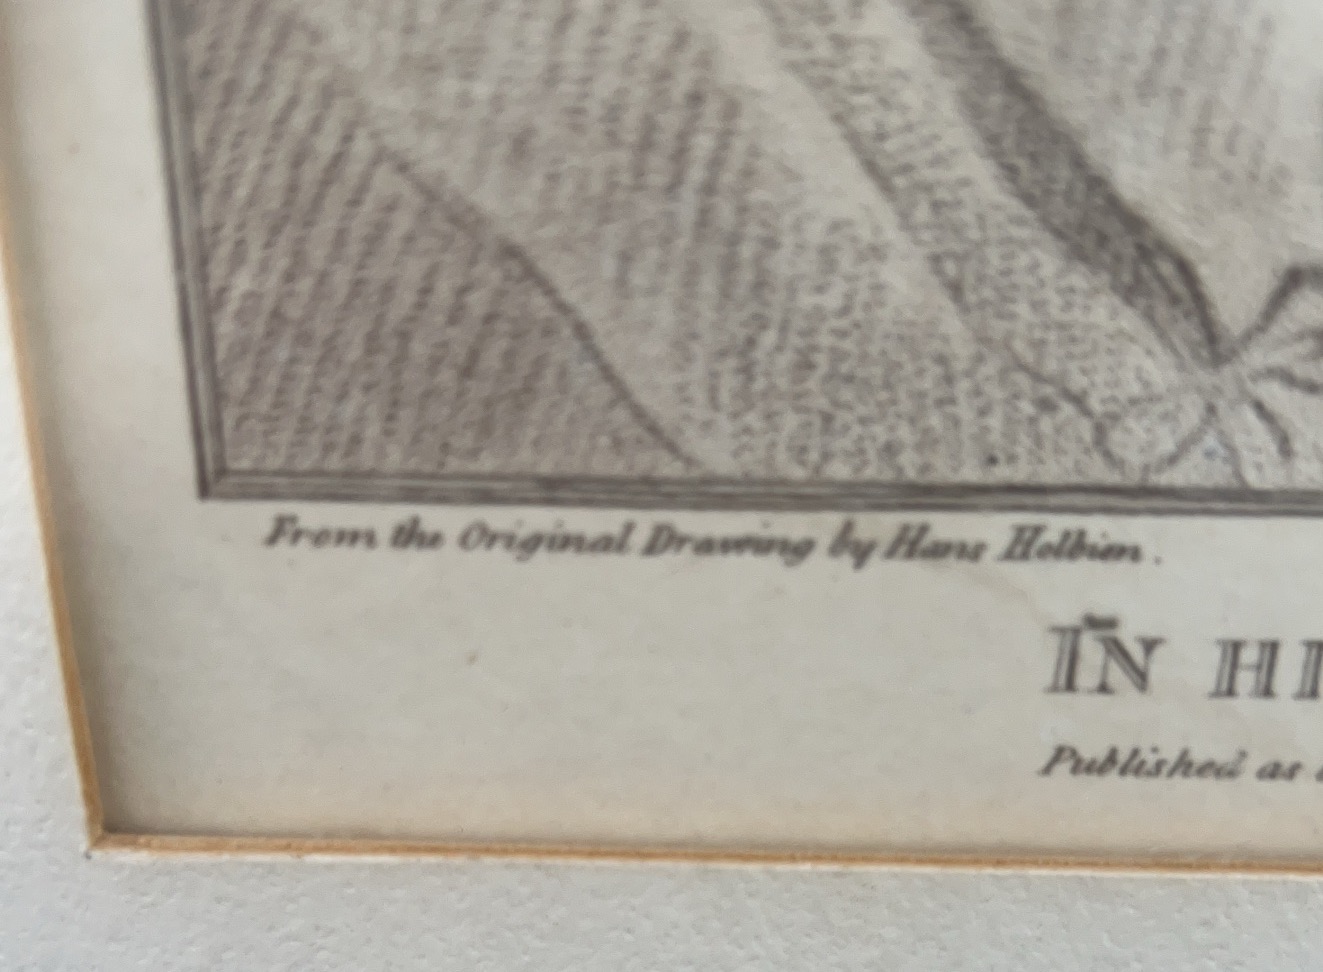 From the Original Drawing by Hans Holbien.
IN HI
Published as